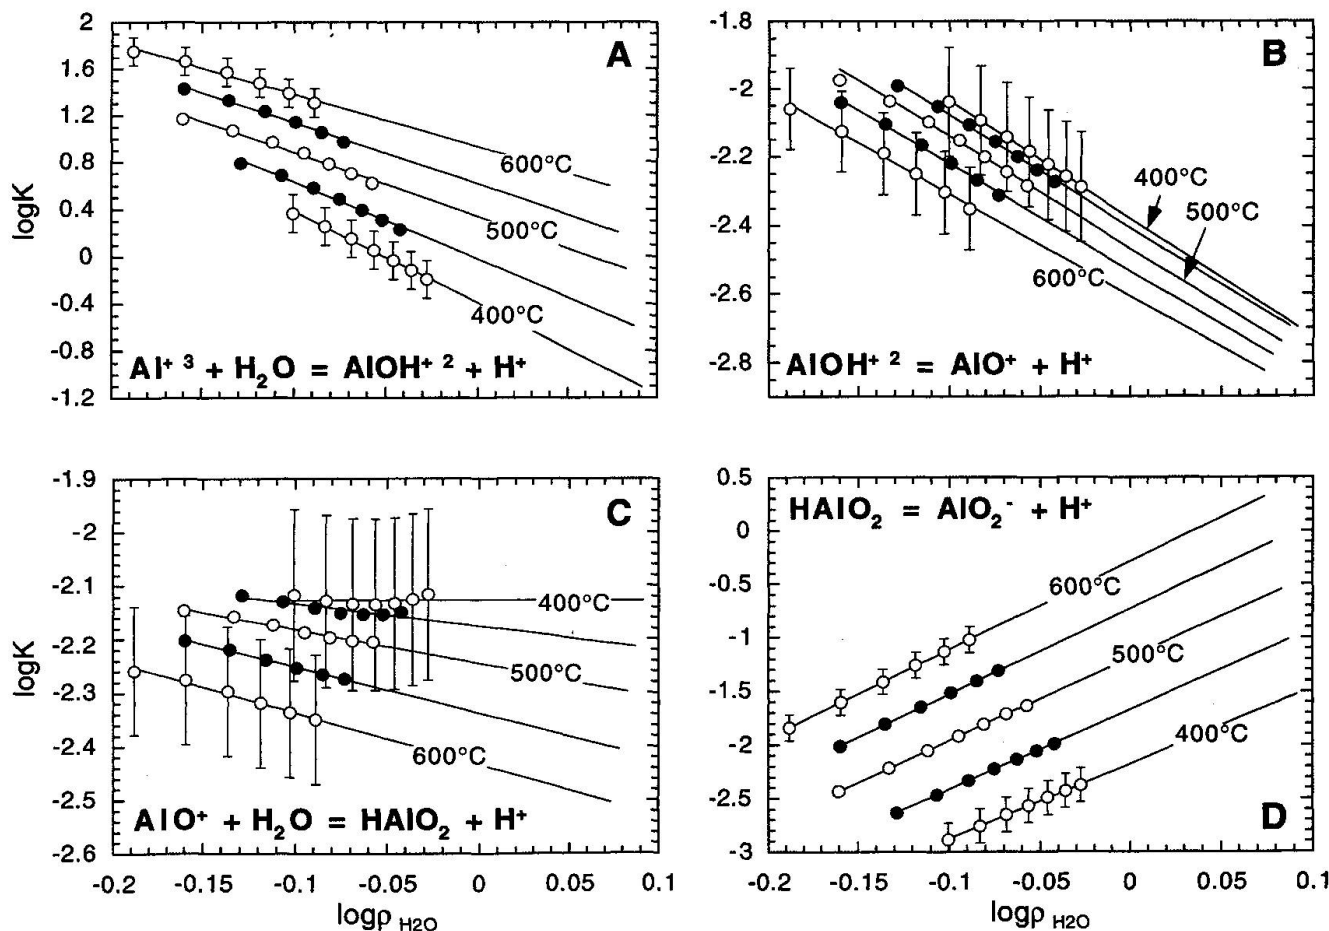 2
1.6
1.2
0.8
0.4
0
-0.4
-0.8
-1.2
logK
A
600°C
500°C
400°C
Al⁺ ³ + H₂O = AlOH⁺ ² + H⁺
-1.8
-2
-2.2
-2.4
-2.6
-2.8
B
400°C
500°C
600°C
AlOH⁺ ² = AlO⁺ + H⁺
-1.9
-2
-2.1
-2.2
-2.3
-2.4
-2.5
-2.6
logK
C
400°C
500°C
600°C
AlO⁺ + H₂O = HAlO₂ + H⁺
-0.2 -0.15 -0.1 -0.05 0 0.05 0.1
logρ H2O
0.5
0
-0.5
-1
-1.5
-2
-2.5
-3
HAlO₂ = AlO₂⁻ + H⁺
600°C
500°C
400°C
D
-0.2 -0.15 -0.1 -0.05 0 0.05 0.1
logρ H2O